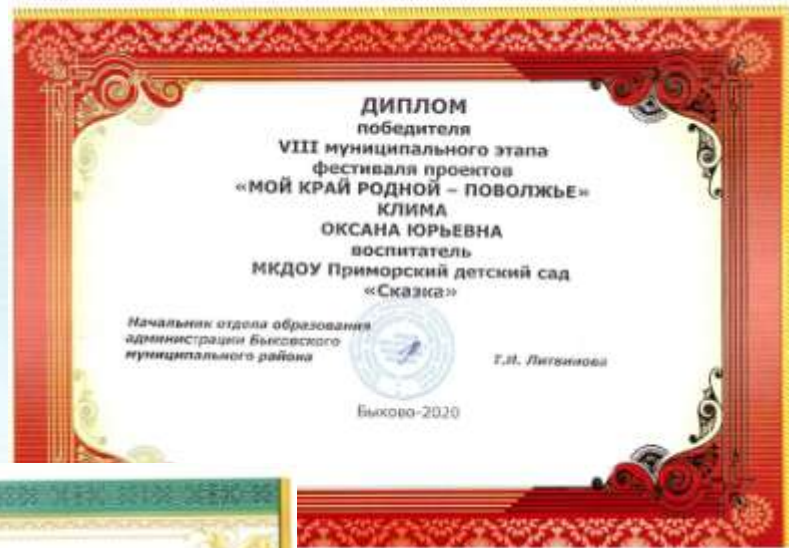 ДИПЛОМ
победителя
VIII муниципального этапа
фестиваля проектов
«МОЙ КРАЙ РОДНОЙ – ПОВОЛЖЬЕ»
КЛИМА
ОКСАНА ЮРЬЕВНА
воспитатель
МКДОУ Приморский детский сад
«Сказка»
Начальник отдела образования
администрации Быковского
муниципального района
Т.И. Литвинова
Быково-2020